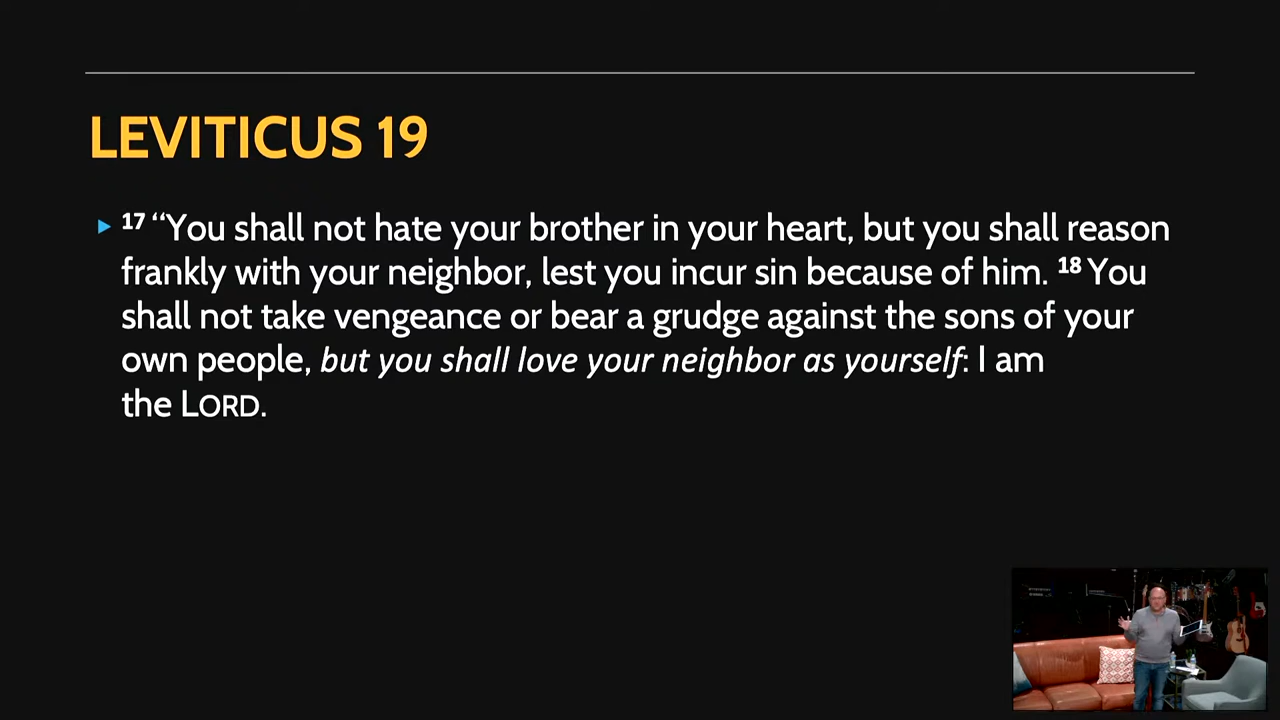 LEVITICUS 19
17 “You shall not hate your brother in your heart, but you shall reason
frankly with your neighbor, lest you incur sin because of him. 18 You
shall not take vengeance or bear a grudge against the sons of your
own people, but you shall love your neighbor as yourself: I am
the LORD.